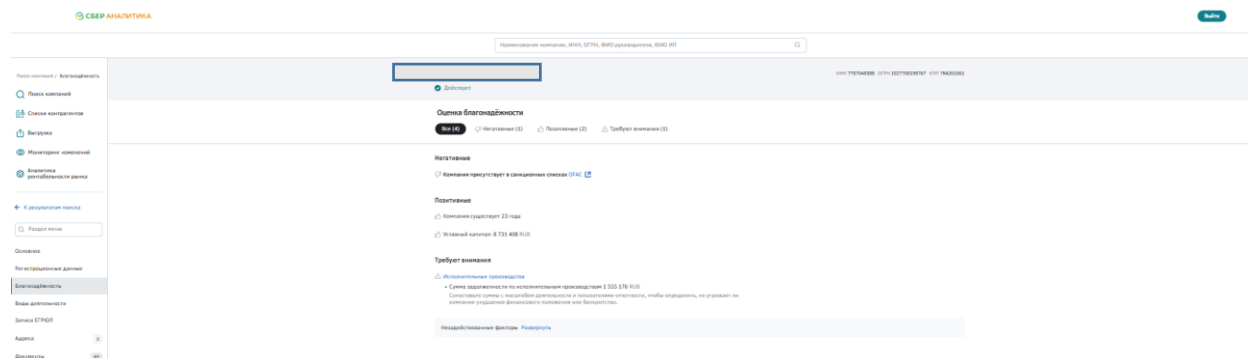 СБЕР АНАЛИТИКА
Выйти
Наименование компании, ИНН, ОГРН, ФИО руководителя, ФИО ИП
Поиск компаний / Благонадёжность
Поиск компаний
Списки контрагентов
Выгрузка
Мониторинг изменений
Аналитика
рентабельности рынка
К результатам поиска
Раздел меню
Основное
Регистрационные данные
Благонадёжность
Виды деятельности
Записи ЕГРЮЛ
Адреса
Документы
ИНН 7707049388 ОГРН 1027700198767 КПП 784201001
Действует
Оценка благонадёжности
Все (4) Негативные (1) Позитивные (2) Требуют внимания (1)
Негативные
Компания присутствует в санкционных списках OFAC
Позитивные
Компания существует 23 года
Уставный капитал: 8 731 408 RUB
Требуют внимания
Исполнительные производства
• Сумма задолженности по исполнительным производствам 1 555 176 RUB
Сопоставьте суммы с масштабом деятельности и показателями отчетности, чтобы определить, не угрожает ли
компании ухудшение финансового положения или банкротство.
Незадействованные факторы Развернуть